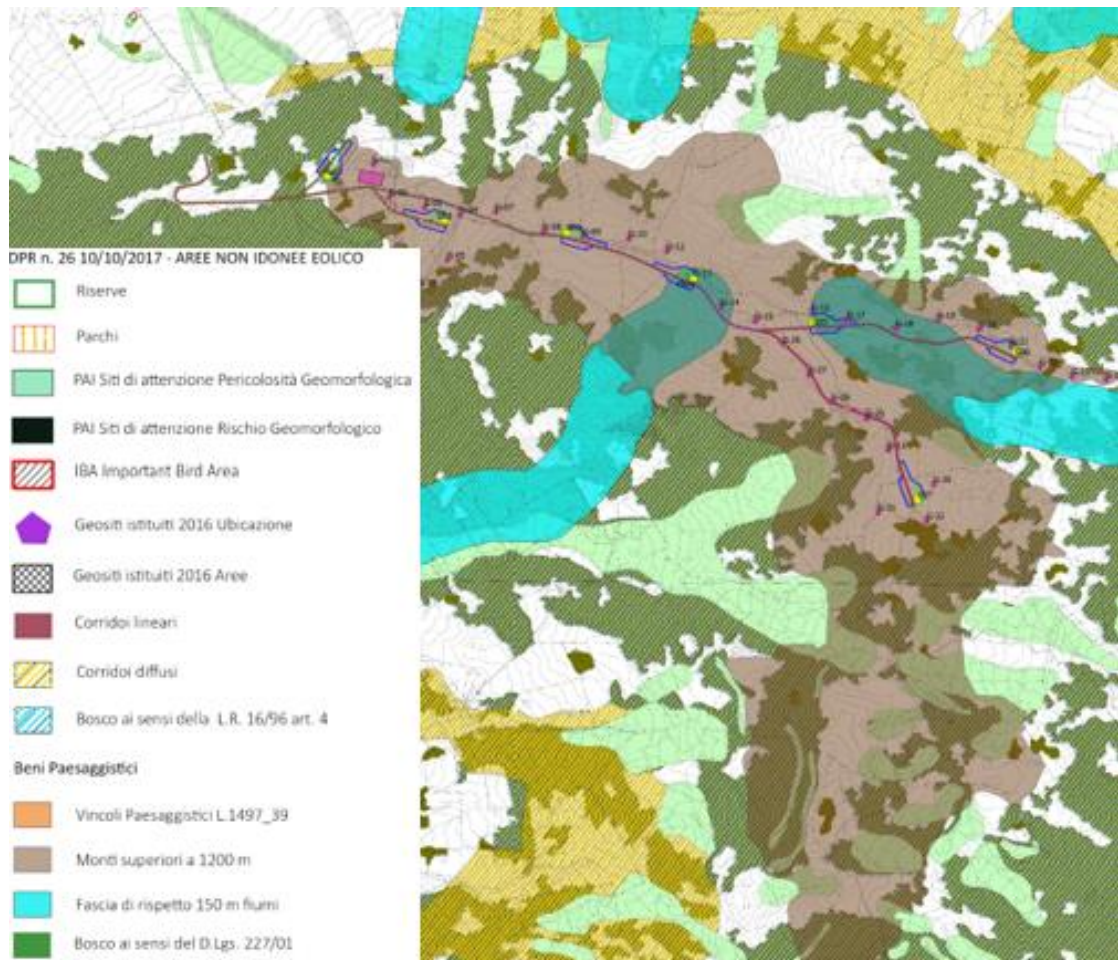 DPR n. 26 10/10/2017 - AREE NON IDONEE EOLICO
Riserve
Parchi
PAI Siti di attenzione Pericolosità Geomorfologica
PAI Siti di attenzione Rischio Geomorfologico
IBA Important Bird Area
Geositi istituiti 2016 Ubicazione
Geositi istituiti 2016 Aree
Corridoi lineari
Corridoi diffusi
Bosco ai sensi della L.R. 16/96 art. 4
Beni Paesaggistici
Vincoli Paesaggistici L.1497_39
Monti superiori a 1200 m
Fascia di rispetto 150 m fiumi
Bosco ai sensi del D.Lgs. 227/01